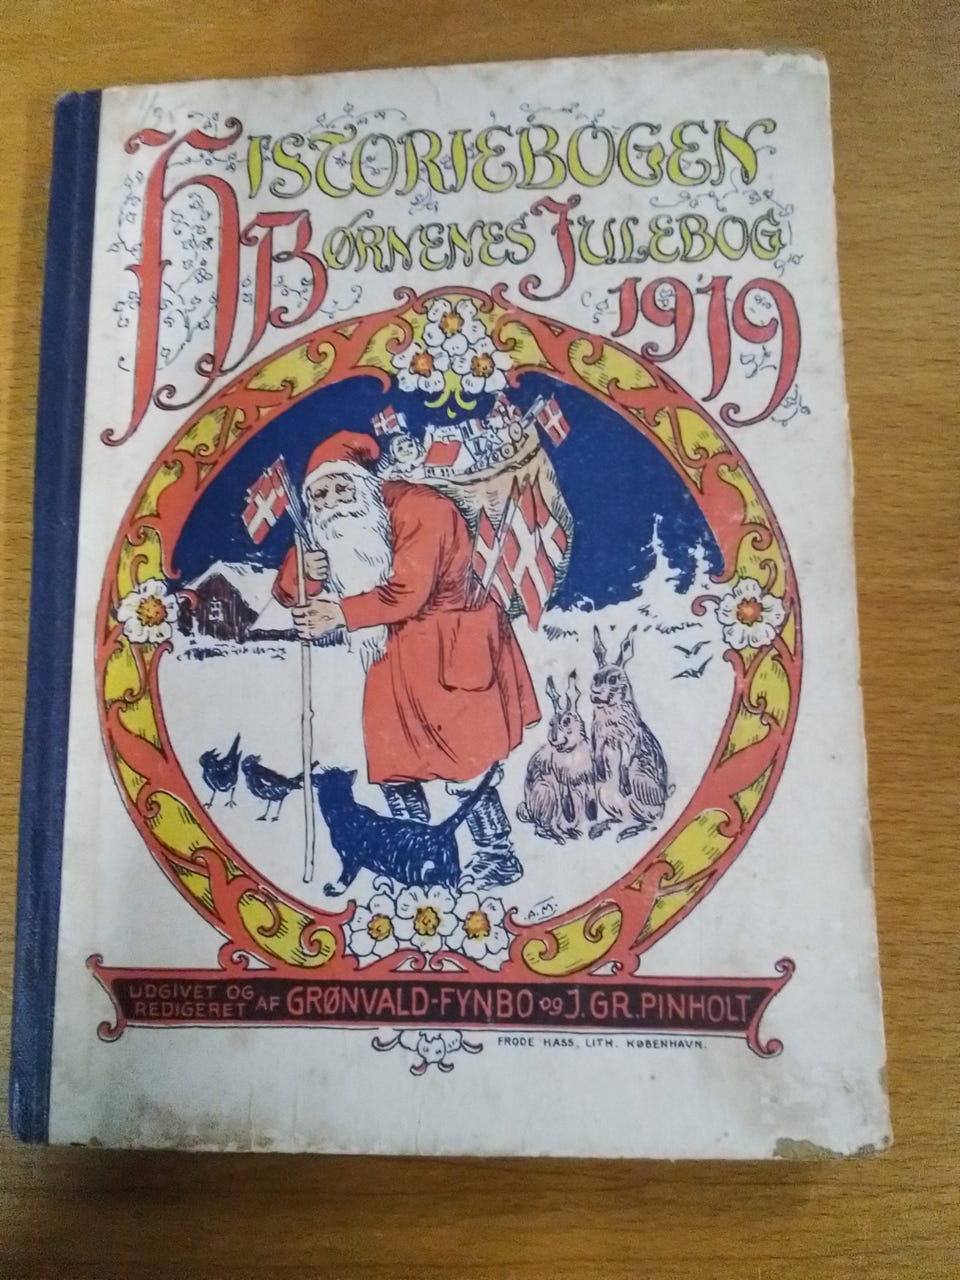 HISTORIEBOGEN
BØRNENES JULEBOG
1919
A.M.
UDGIVET OG
REDIGERET AF GRØNVALD-FYNBO og J. GR. PINHOLT
FRODE HASS, LITH. KØBENHAVN.